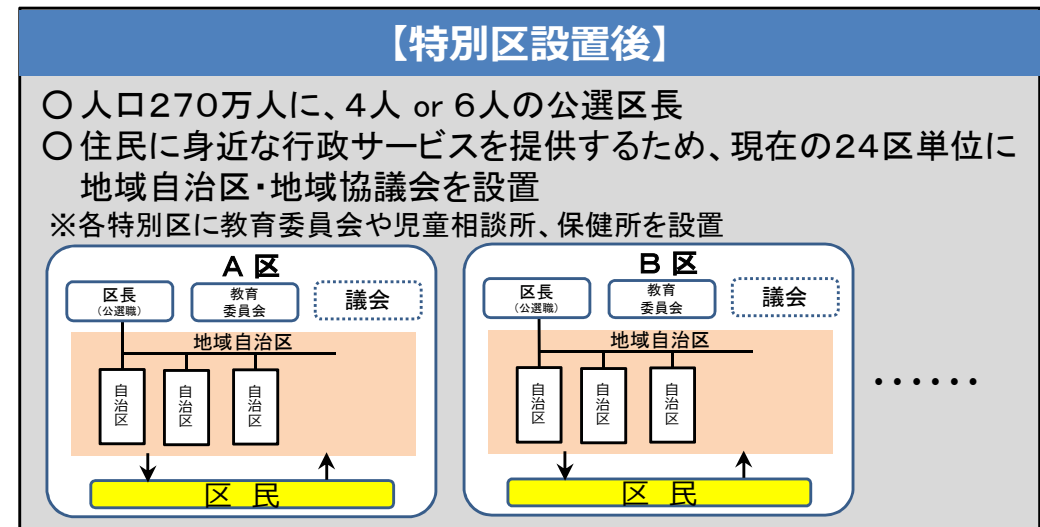 【特別区設置後】
○人口270万人に、4人 or 6人の公選区長
○住民に身近な行政サービスを提供するため、現在の24区単位に
地域自治区・地域協議会を設置
※各特別区に教育委員会や児童相談所、保健所を設置
A 区
区長
(公選職)
教育
委員会
議会
地域自治区
自治区
自治区
自治区
区 民
B 区
区長
(公選職)
教育
委員会
議会
地域自治区
自治区
自治区
自治区
区 民
・・・・・・